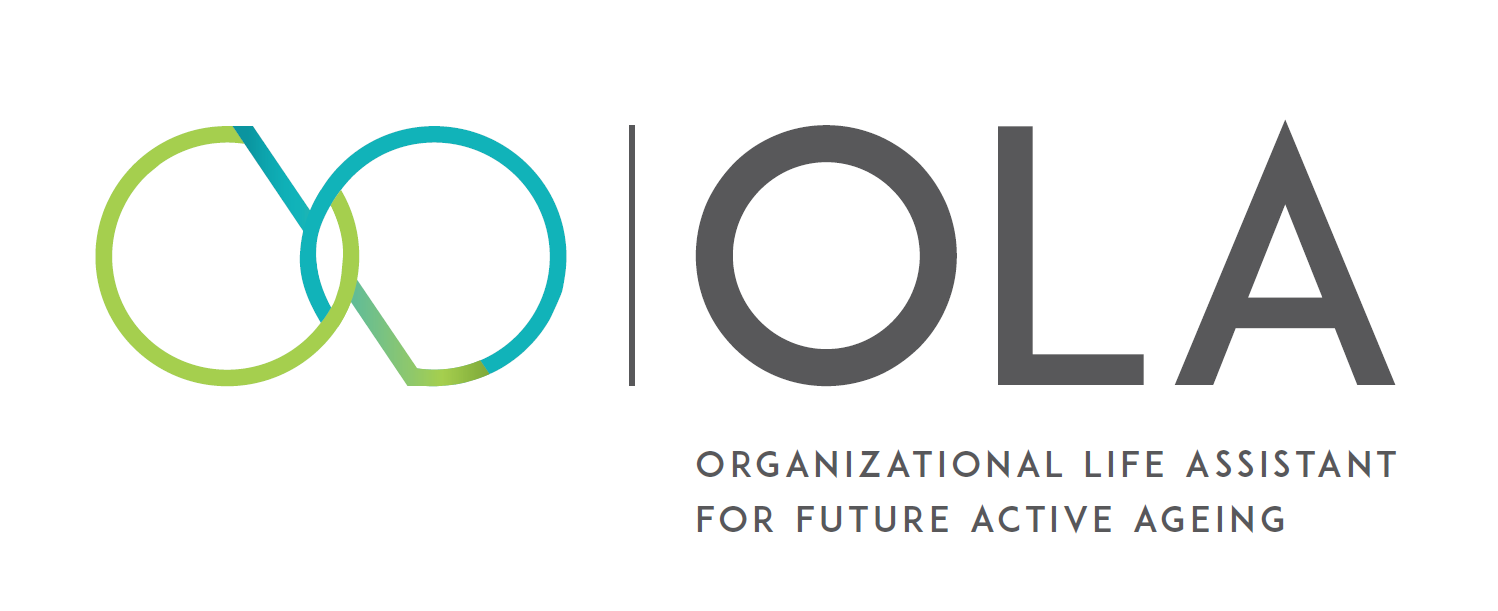 OLA
ORGANIZATIONAL LIFE ASSISTANT
FOR FUTURE ACTIVE AGEING